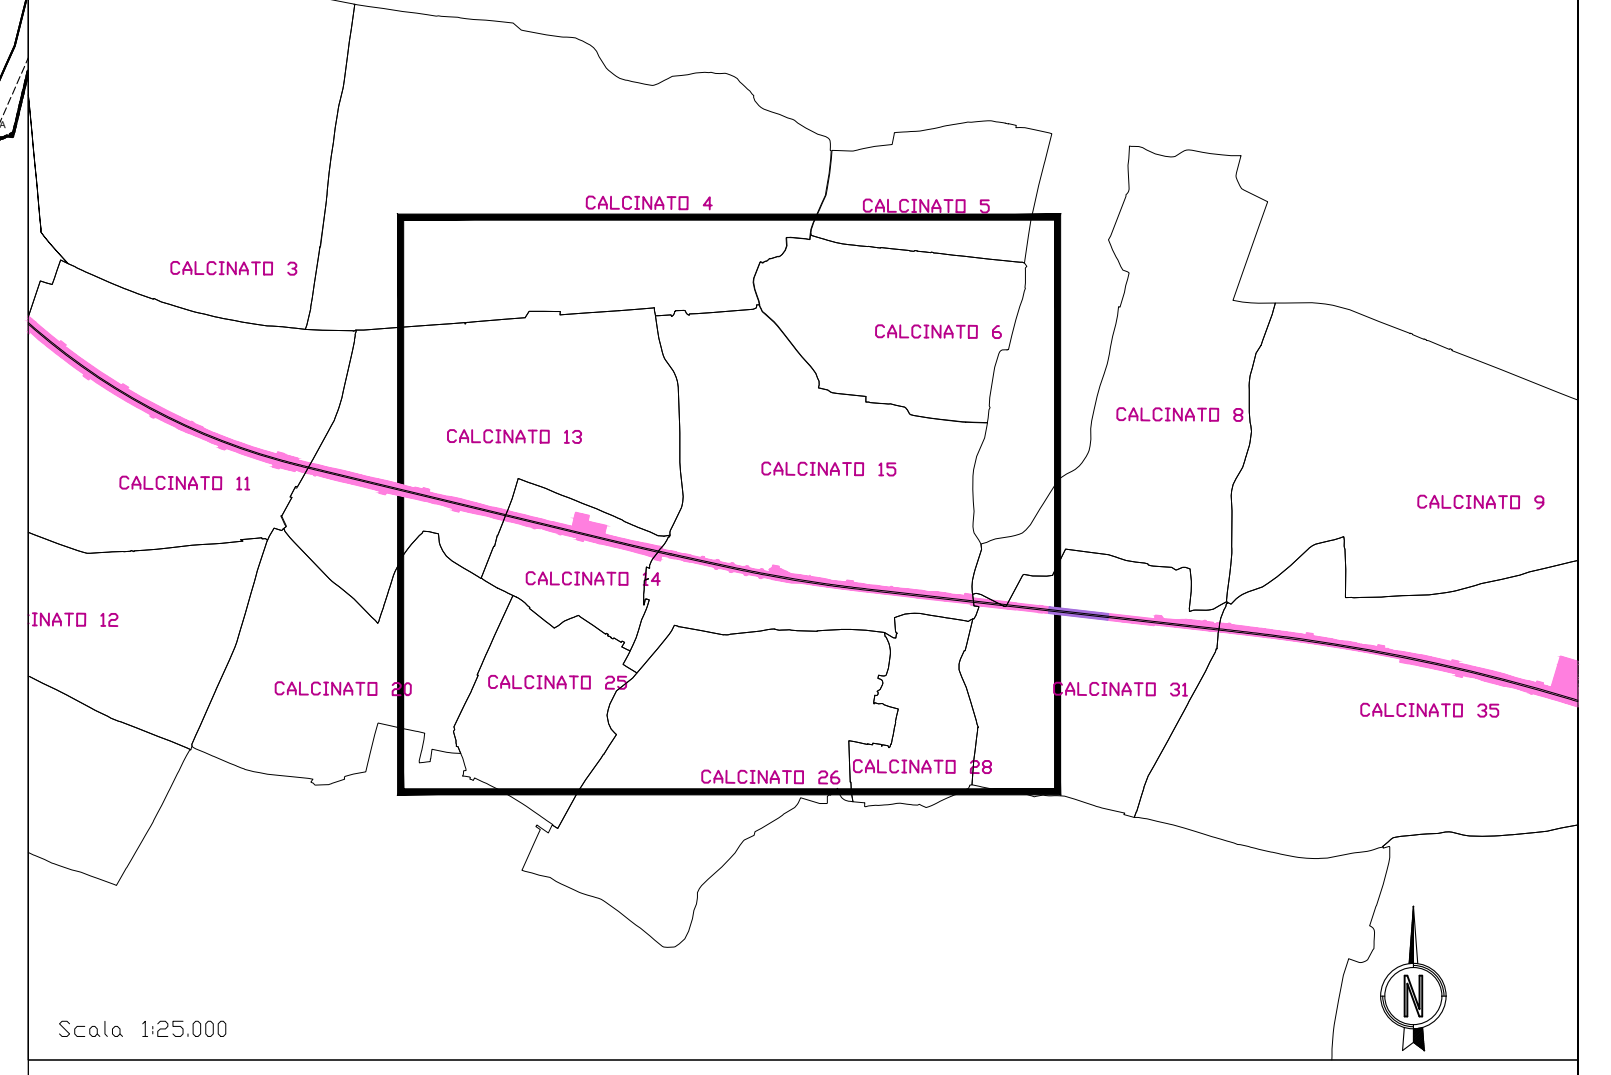 A
CALCINATO 4
CALCINATO 5
CALCINATO 3
CALCINATO 6
CALCINATO 8
CALCINATO 13
CALCINATO 15
CALCINATO 11
CALCINATO 9
CALCINATO 14
INATO 12
CALCINATO 20
CALCINATO 25
CALCINATO 31
CALCINATO 35
CALCINATO 26
CALCINATO 28
N
Scala 1:25.000